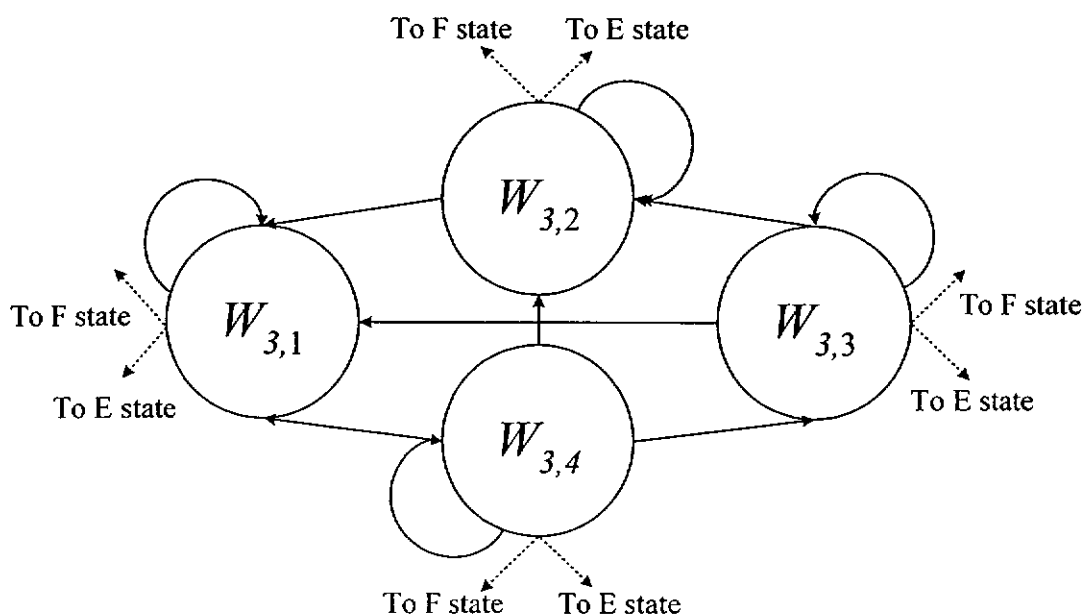 To F state To E state
W3,2
W3,1
W3,3
To F state
To F state
To E state
To E state
W3,4
To F state To E state